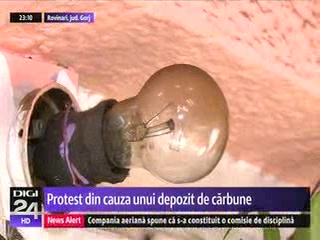 23:10
Rovinari, jud. Gorj
Protest din cauza unui depozit de cărbune
DIGI
24
HD
News Alert
Compania aeriană spune că s-a constituit o comisie de disciplină